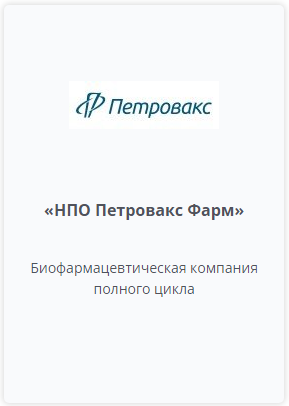 Петровакс
«НПО Петровакс Фарм»
Биофармацевтическая компания
полного цикла